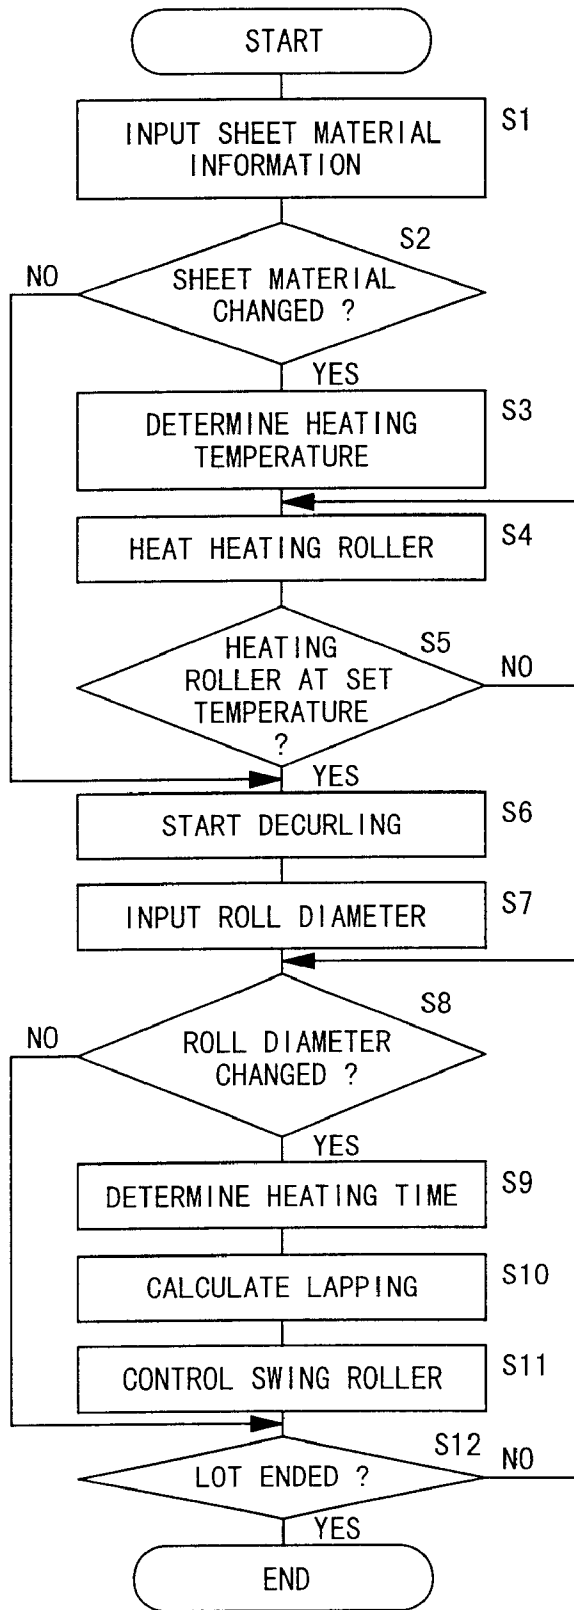 START
S1
INPUT SHEET MATERIAL
INFORMATION
S2
NO
SHEET MATERIAL
CHANGED ?
YES
S3
DETERMINE HEATING
TEMPERATURE
S4
HEAT HEATING ROLLER
S5
HEATING
ROLLER AT SET
TEMPERATURE
?
NO
YES
S6
START DECURLING
S7
INPUT ROLL DIAMETER
S8
NO
ROLL DIAMETER
CHANGED ?
YES
S9
DETERMINE HEATING TIME
S10
CALCULATE LAPPING
S11
CONTROL SWING ROLLER
S12
LOT ENDED ?
NO
YES
END